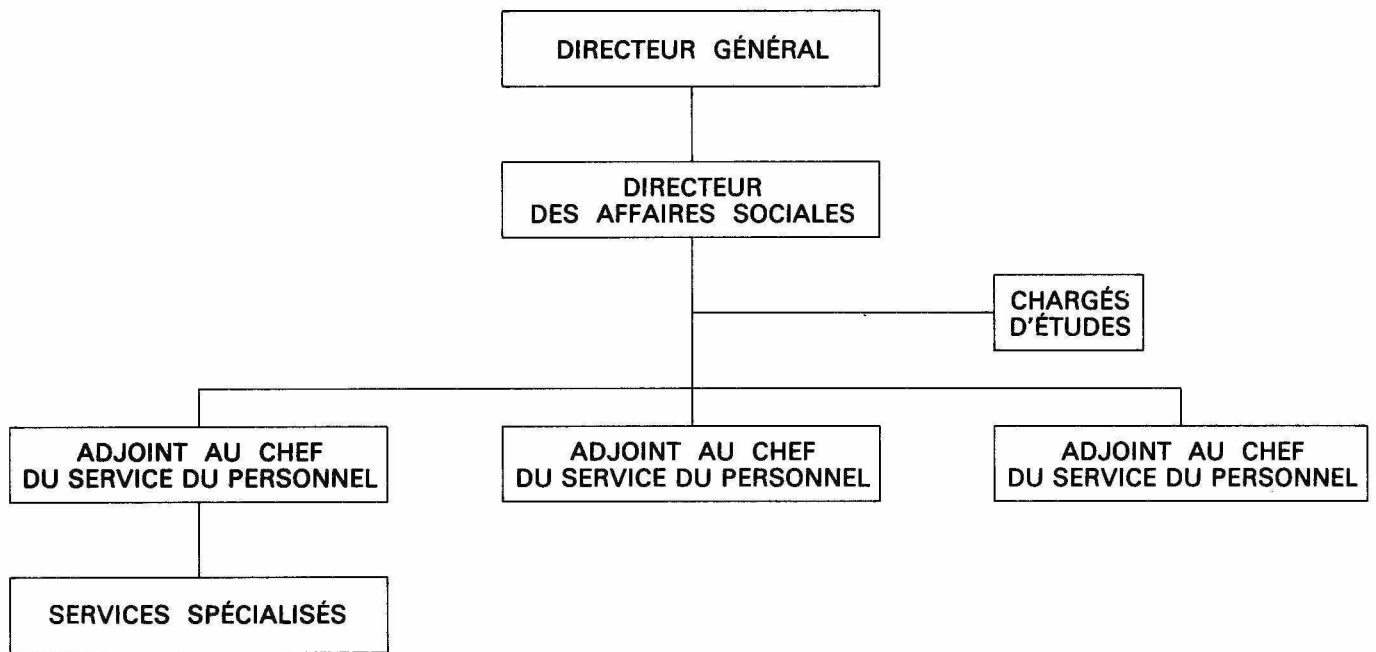 DIRECTEUR GÉNÉRAL
DIRECTEUR
DES AFFAIRES SOCIALES
CHARGÉS
D'ÉTUDES
ADJOINT AU CHEF
DU SERVICE DU PERSONNEL
ADJOINT AU CHEF
DU SERVICE DU PERSONNEL
ADJOINT AU CHEF
DU SERVICE DU PERSONNEL
SERVICES SPÉCIALISÉS